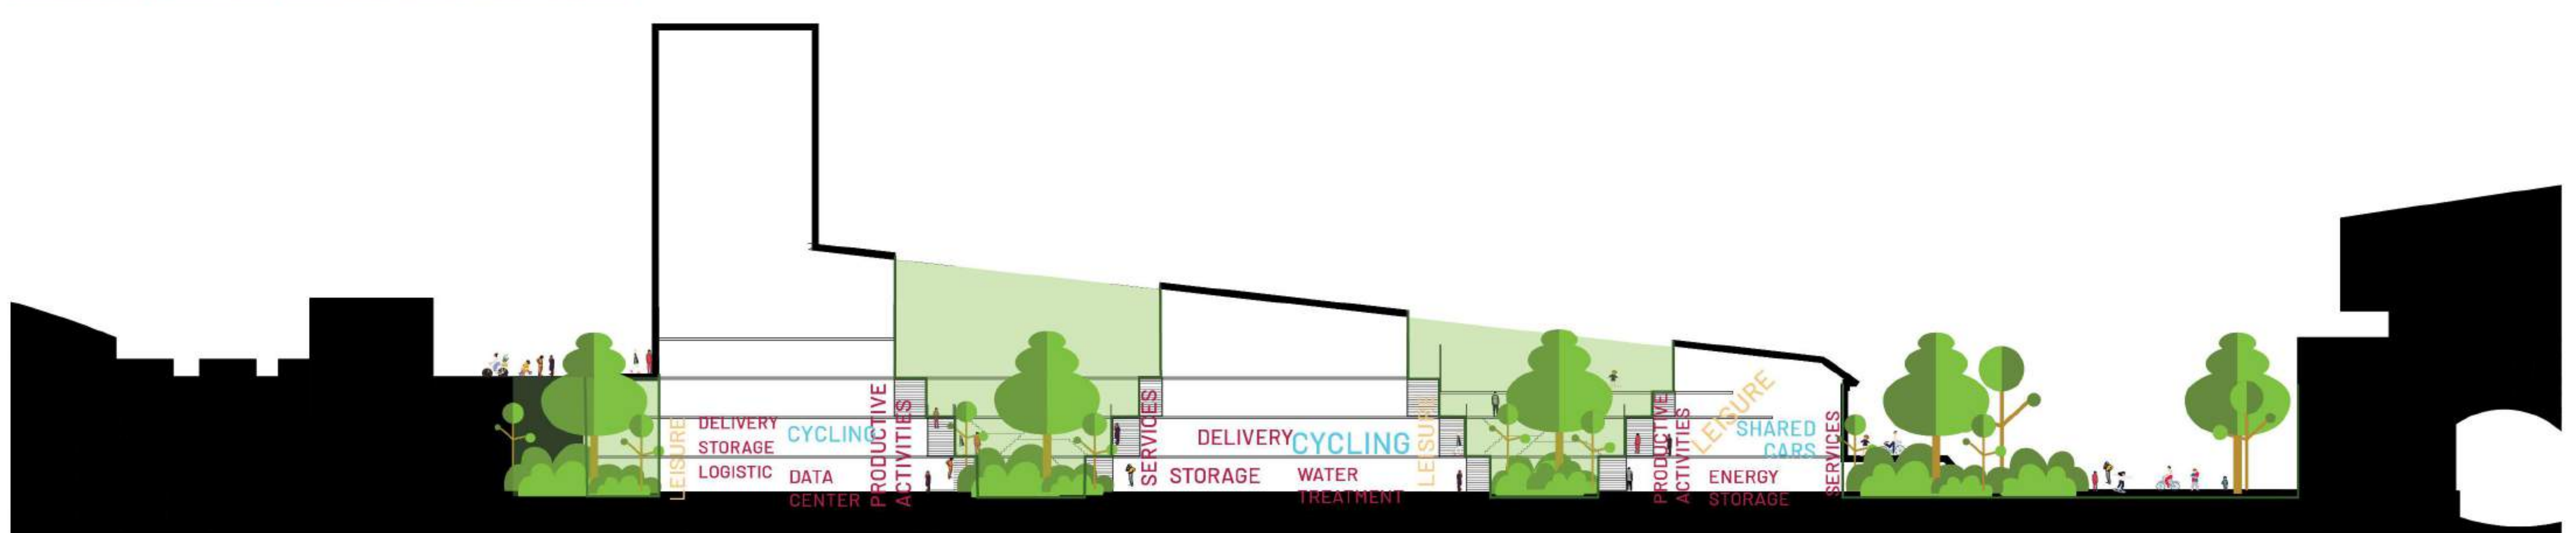 LEISURE
DELIVERY
STORAGE
LOGISTIC
CYCLING
DATA
CENTER
PRODUCTIVE
ACTIVITIES
SERVICES
DELIVERY
CYCLING
STORAGE
WATER
TREATMENT
LEISURE
PRODUCTIVE
ACTIVITIES
LEISURE
SHARED
CARS
ENERGY
STORAGE
SERVICES